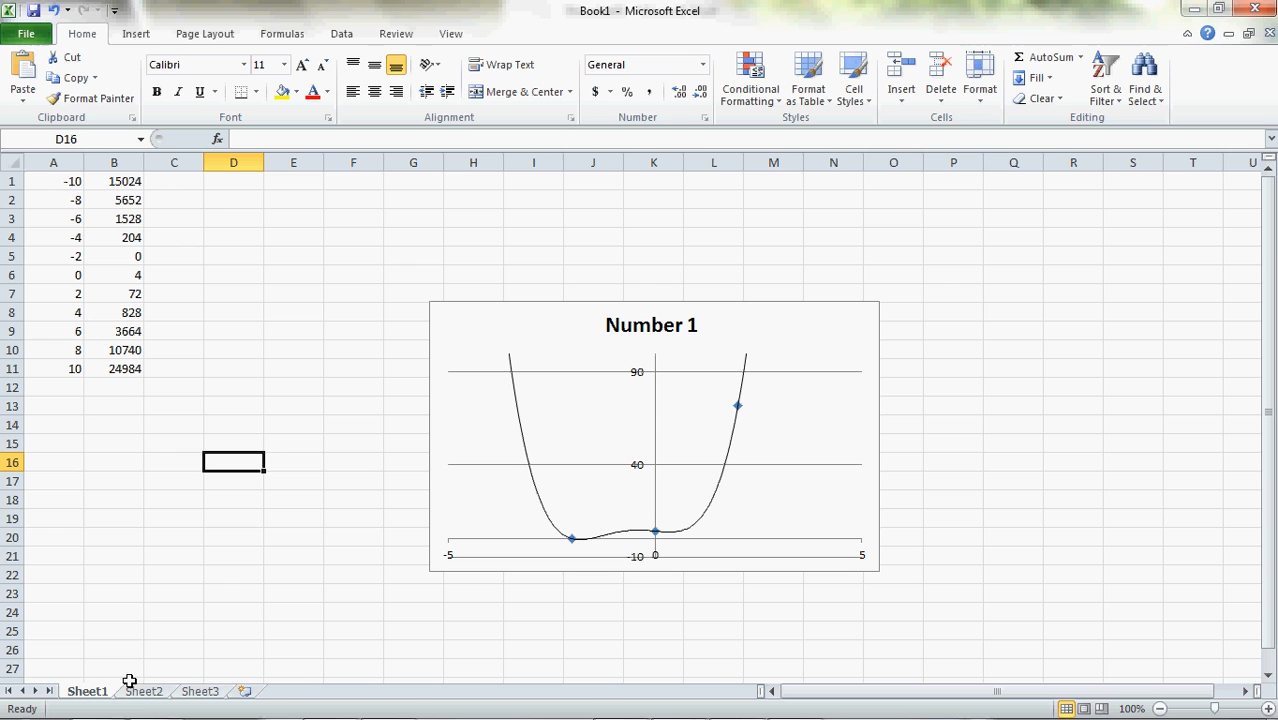 Book1 - Microsoft Excel
File Home Insert Page Layout Formulas Data Review View
Paste
Cut
Copy
Format Painter
Clipboard
Calibri 11
B I U
Font
Wrap Text
Merge & Center
Alignment
General
$ % ,
Number
Conditional Formatting
Format as Table
Cell Styles
Styles
Insert Delete Format
Cells
AutoSum
Fill
Clear
Sort & Filter
Find & Select
Editing
D16 fx
A B C D E F G H I J K L M N O P Q R S T U
1 -10 15024
2 -8 5652
3 -6 1528
4 -4 204
5 -2 0
6 0 4
7 2 72
8 4 828
9 6 3664
10 8 10740
11 10 24984
12
13
14
15
16
17
18
19
20
21
22
23
24
25
26
27
Number 1
90
40
-10
-5 0 5
Sheet1 Sheet2 Sheet3
Ready 100%